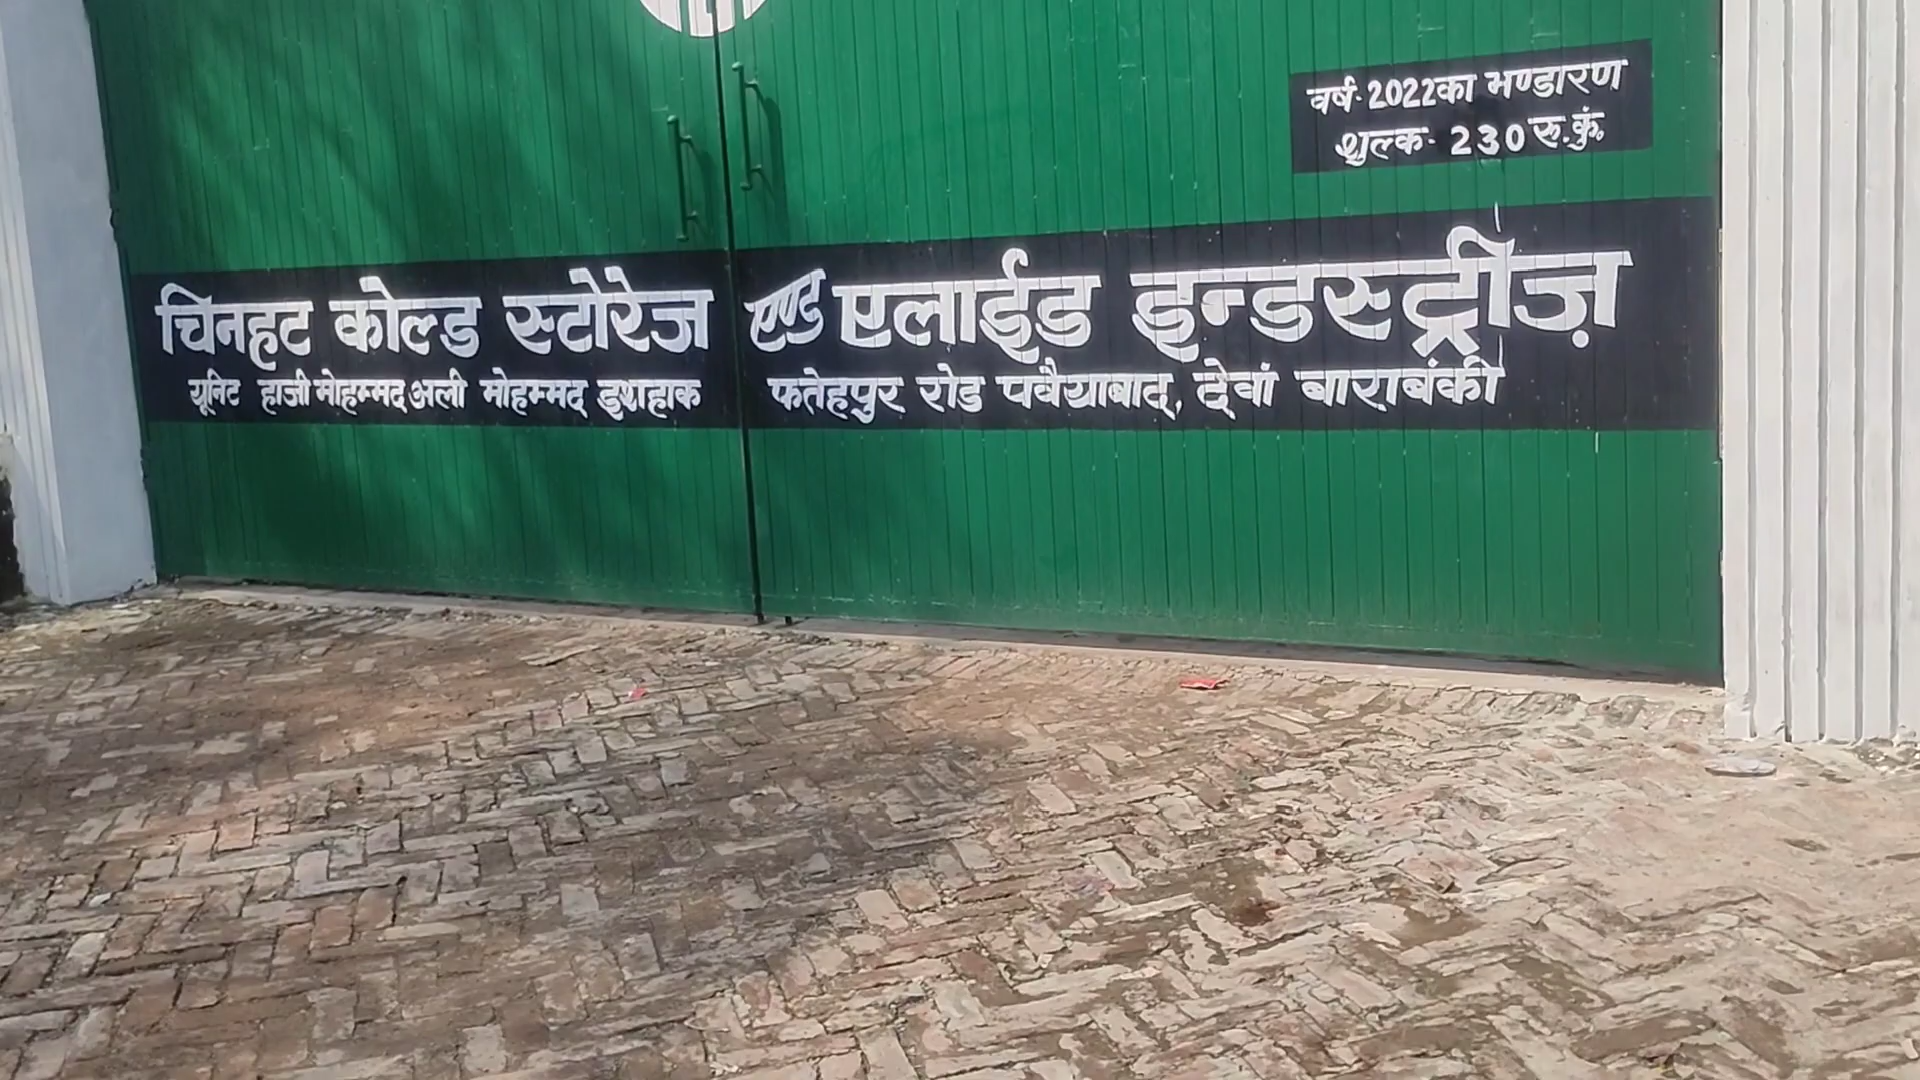 वर्ष-2022का भण्डारण
शुल्क- 230 रू.कुं.
चिनहट कोल्ड स्टोरेज एण्ड एलाईड इन्डस्ट्रीज़
यूनिट हाजी मोहम्मद अली मोहम्मद इशहाक फतेहपुर रोड पवैयाबाद, देवां बाराबंकी